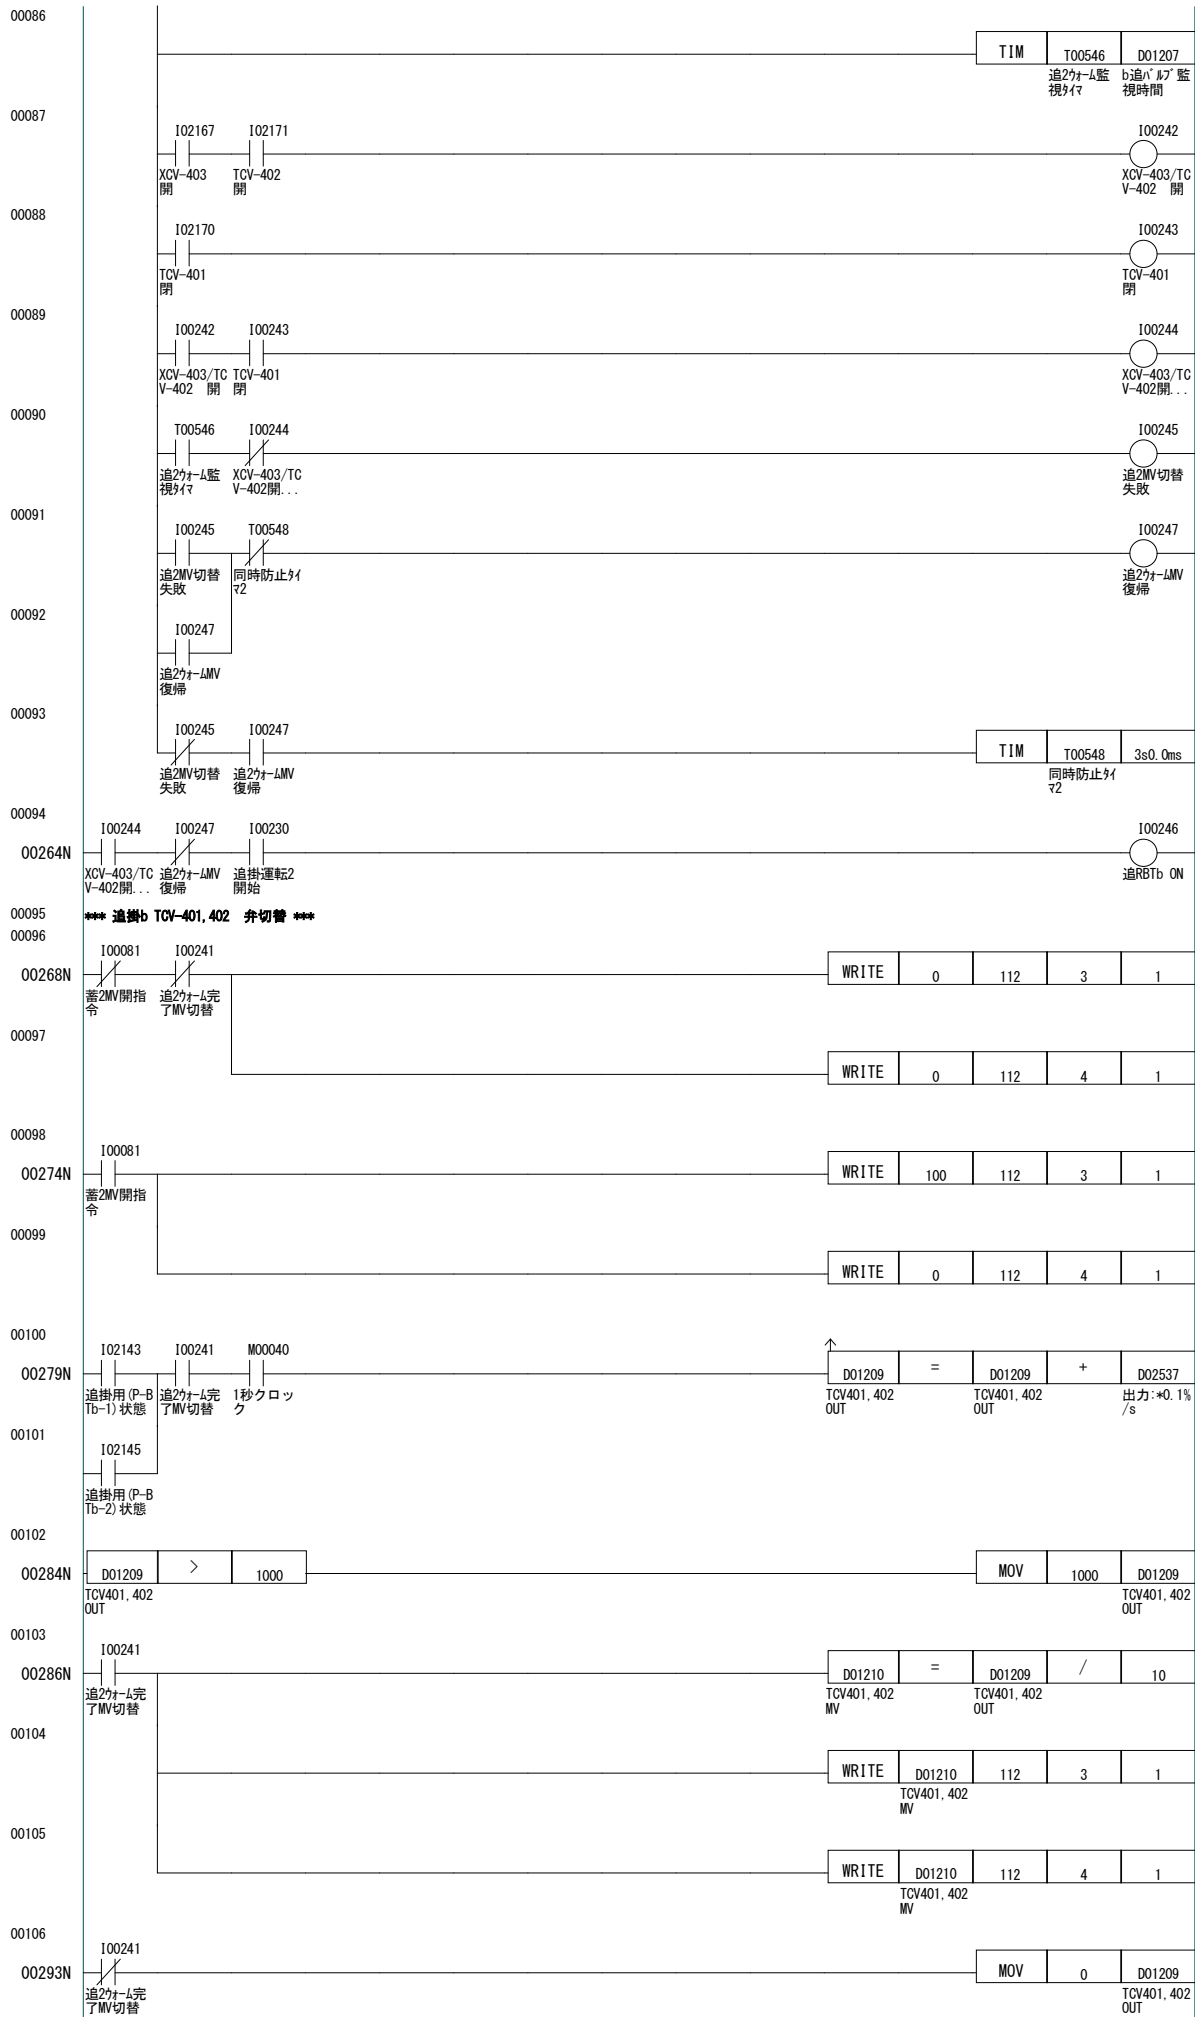 00086
TIM T00546 D01207
追2ｳｫｰﾑ監 b追ﾊﾞﾙﾌﾞ監
視ﾀｲﾏ 視時間
00087
I02167 I02171 I00242
XCV-403 TCV-402 XCV-403/TC
開 開 V-402 開
00088
I02170 I00243
TCV-401 TCV-401
閉 閉
00089
I00242 I00243 I00244
XCV-403/TC TCV-401 XCV-403/TC
V-402 開 閉 V-402開...
00090
T00546 I00244 I00245
追2ｳｫｰﾑ監 XCV-403/TC 追2MV切替
視ﾀｲﾏ V-402開... 失敗
00091
I00245 T00548 I00247
追2MV切替 同時防止ﾀｲ 追2ｳｫｰﾑMV
失敗 ﾏ2 復帰
00092
I00247
追2ｳｫｰﾑMV
復帰
00093
I00245 I00247
TIM T00548 3s0.0ms
追2MV切替 追2ｳｫｰﾑMV 同時防止ﾀｲ
失敗 復帰 ﾏ2
00094
I00244 I00247 I00230 I00246
00264N
XCV-403/TC 追2ｳｫｰﾑMV 追掛運転2 追RBTb ON
V-402開... 復帰 開始
00095 *** 追掛b TCV-401,402 弁切替 ***
00096
I00081 I00241
00268N WRITE 0 112 3 1
蓄2MV開指 追2ｳｫｰﾑ完
令 了MV切替
00097
WRITE 0 112 4 1
00098
I00081
00274N WRITE 100 112 3 1
蓄2MV開指
令
00099
WRITE 0 112 4 1
00100
I02143 I00241 M00040
00279N D01209 = D01209 + D02537
追掛用(P-B 追2ｳｫｰﾑ完 1秒クロッ TCV401,402 TCV401,402 出力:*0.1%
Tb-1)状態 了MV切替 ク OUT OUT /s
00101
I02145
追掛用(P-B
Tb-2)状態
00102
00284N D01209 > 1000 MOV 1000 D01209
TCV401,402 TCV401,402
OUT OUT
00103
I00241
00286N D01210 = D01209 / 10
追2ｳｫｰﾑ完 TCV401,402 TCV401,402
了MV切替 MV OUT
00104
WRITE D01210 112 3 1
TCV401,402
MV
00105
WRITE D01210 112 4 1
TCV401,402
MV
00106
I00241
00293N MOV 0 D01209
追2ｳｫｰﾑ完 TCV401,402
了MV切替 OUT